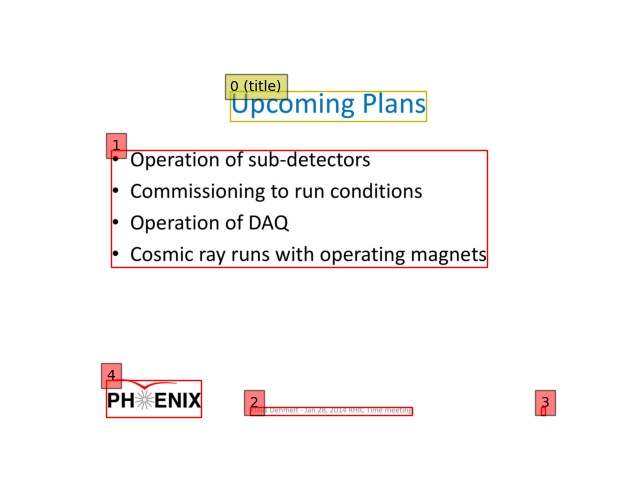 0 (title)
Upcoming Plans
1
• Operation of sub-detectors
• Commissioning to run conditions
• Operation of DAQ
• Cosmic ray runs with operating magnets
4
PHENIX
2
Dehmelt - Jan 28, 2014 RHIC Time meeting
3